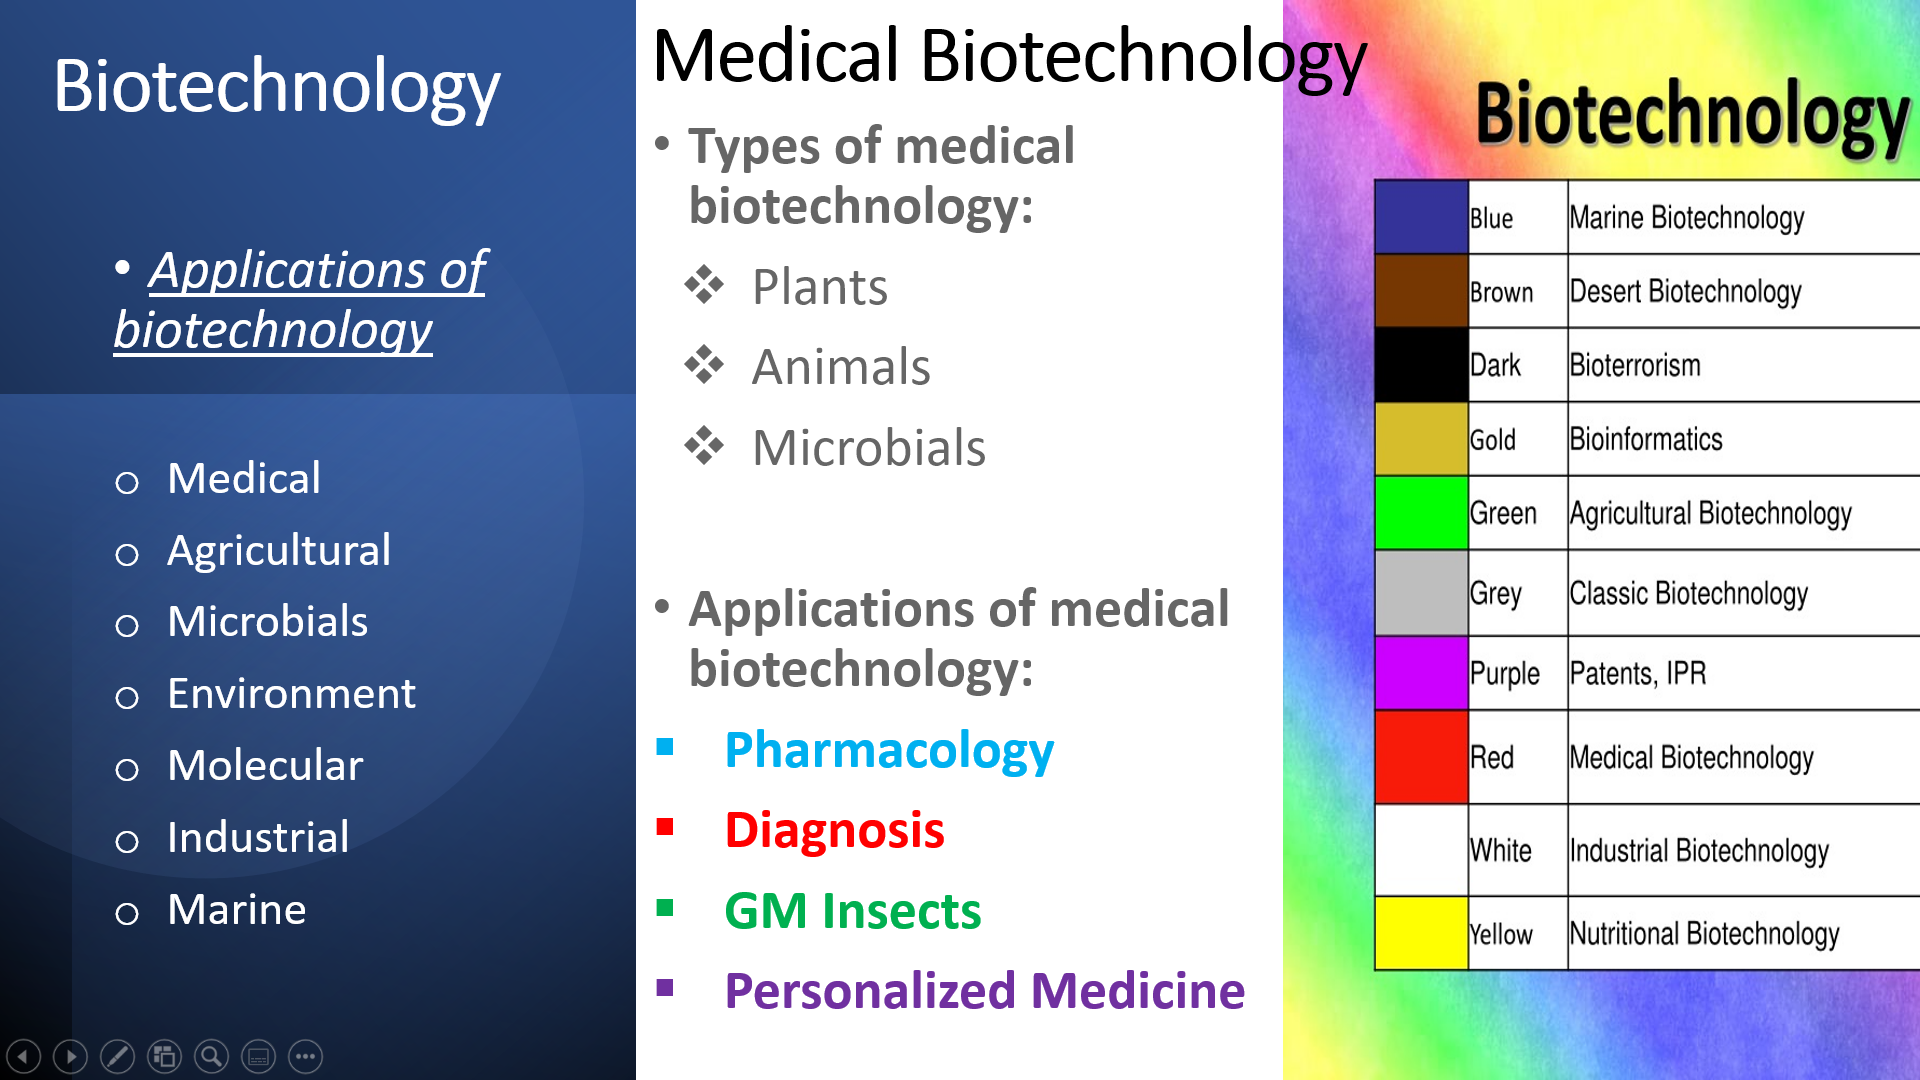 Biotechnology
• Applications of
biotechnology
o Medical
o Agricultural
o Microbials
o Environment
o Molecular
o Industrial
o Marine
Medical Biotechnology
• Types of medical
biotechnology:
❖ Plants
❖ Animals
❖ Microbials
• Applications of medical
biotechnology:
▪ Pharmacology
▪ Diagnosis
▪ GM Insects
▪ Personalized Medicine
Biotechnology
Blue Marine Biotechnology
Brown Desert Biotechnology
Dark Bioterrorism
Gold Bioinformatics
Green Agricultural Biotechnology
Grey Classic Biotechnology
Purple Patents, IPR
Red Medical Biotechnology
White Industrial Biotechnology
Yellow Nutritional Biotechnology